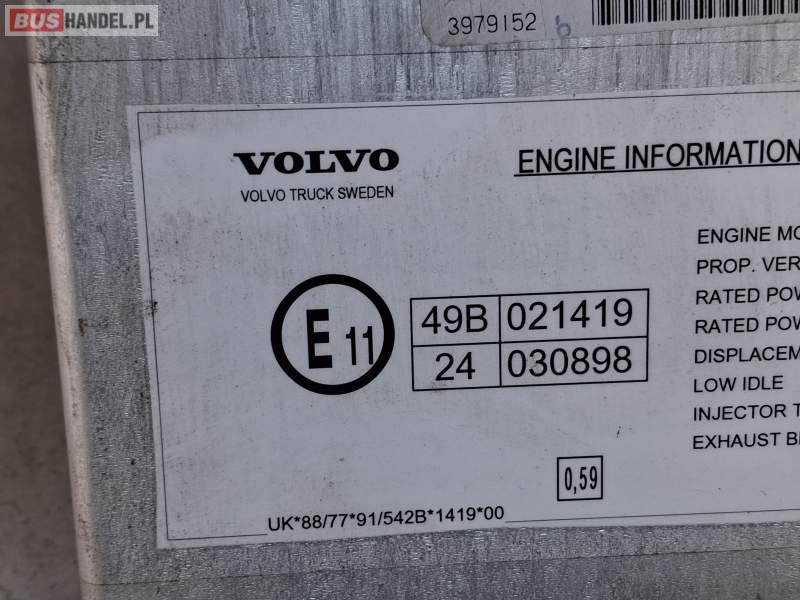 BUSHANDEL.PL
3979152 6
VOLVO
VOLVO TRUCK SWEDEN
ENGINE INFORMATION
ENGINE MO
PROP. VER
RATED POW
RATED POW
DISPLACEM
LOW IDLE
INJECTOR T
EXHAUST B
E 11
49B 021419
24 030898
0,59
UK*88/77*91/542B*1419*00